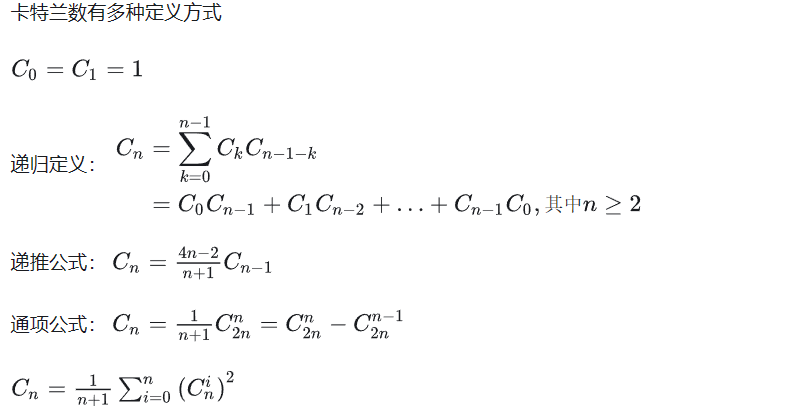 卡特兰数有多种定义方式
C_0 = C_1 = 1
递归定义： C_n = \sum_{k=0}^{n-1} C_k C_{n-1-k}
= C_0 C_{n-1} + C_1 C_{n-2} + \ldots + C_{n-1} C_0, 其中 n \geq 2
递推公式： C_n = \frac{4n-2}{n+1} C_{n-1}
通项公式： C_n = \frac{1}{n+1} C_{2n}^{n} = C_{2n}^{n} - C_{2n}^{n-1}
C_n = \frac{1}{n+1} \sum_{i=0}^{n} (C_n^i)^2